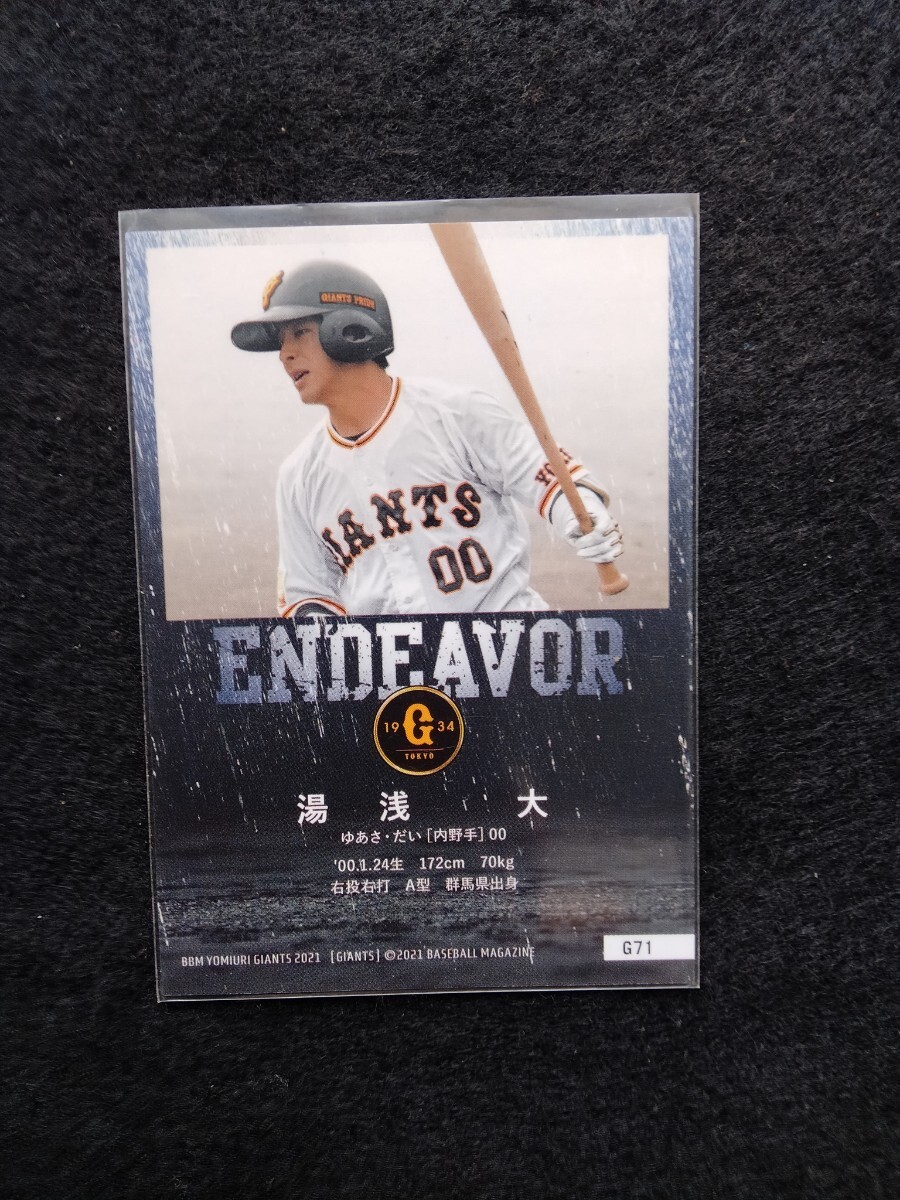 GIANTS PRIDE
GIANTS
00
ENDEAVOR
19 G 34
TOKYO
湯浅 大
ゆあさ・だい [内野手] 00
'00.1.24生 172cm 70kg
右投右打 A型 群馬県出身
G71
BBM YOMIURI GIANTS 2021 [GIANTS] ©2021 BASEBALL MAGAZINE